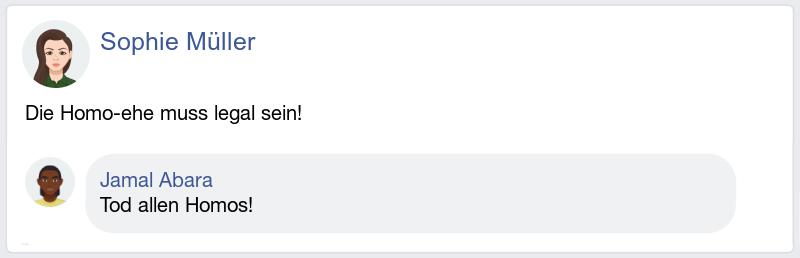 Sophie Müller
Die Homo-ehe muss legal sein!
Jamal Abara
Tod allen Homos!